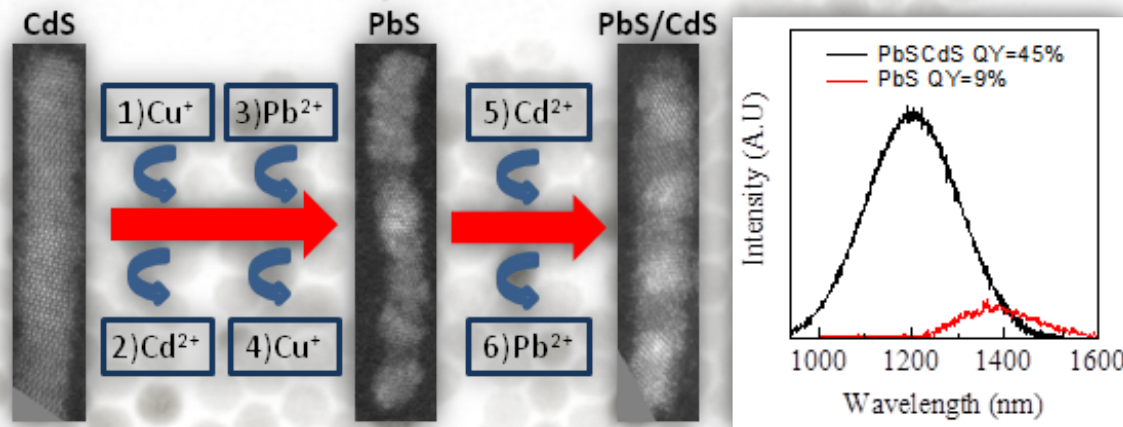 CdS
PbS
PbS/CdS
1)Cu⁺
3)Pb²⁺
5)Cd²⁺
2)Cd²⁺
4)Cu⁺
6)Pb²⁺
PbSCdS QY=45%
PbS QY=9%
Intensity (A.U)
1000 1200 1400 1600
Wavelength (nm)